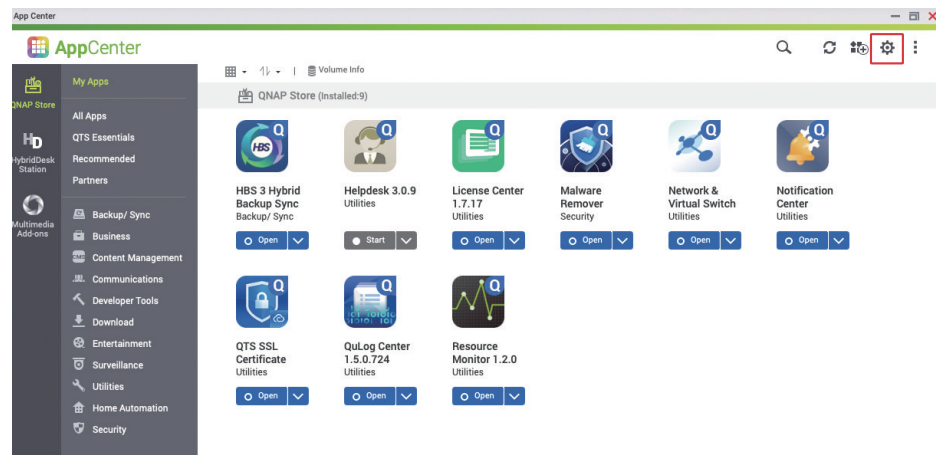 App Center
AppCenter
QNAP Store
HybridDesk
Station
Multimedia
Add-ons
My Apps
All Apps
QTS Essentials
Recommended
Partners
Backup/ Sync
Business
CMS
Content Management
Communications
Developer Tools
Download
Entertainment
Surveillance
Utilities
Home Automation
Security
Volume Info
QNAP Store (Installed:9)
HBS
HBS 3 Hybrid
Backup Sync
Backup/ Sync
Open
Q
Helpdesk 3.0.9
Utilities
Start
Q
License Center
1.7.17
Utilities
Open
Q
Malware
Remover
Security
Open
Q
Network &
Virtual Switch
Utilities
Open
Q
Notification
Center
Utilities
Open
Q
QTS SSL
Certificate
Utilities
Open
Q
QuLog Center
1.5.0.724
Utilities
Open
Q
Resource
Monitor 1.2.0
Utilities
Open